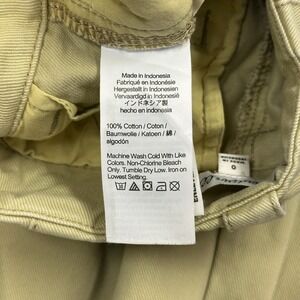 Made in Indonesia
Fabriqué en Indonésie
Hergestellt in Indonesien
Vervaardigd in Indonesië
インドネシア製
hecho en indonesio
100% Cotton / Coton /
Baumwolle / Katoen / 綿 /
algodón
Machine Wash Cold With Like
Colors. Non-Chlorine Bleach
Only. Tumble Dry Low. Iron on
Lowest Setting.
0